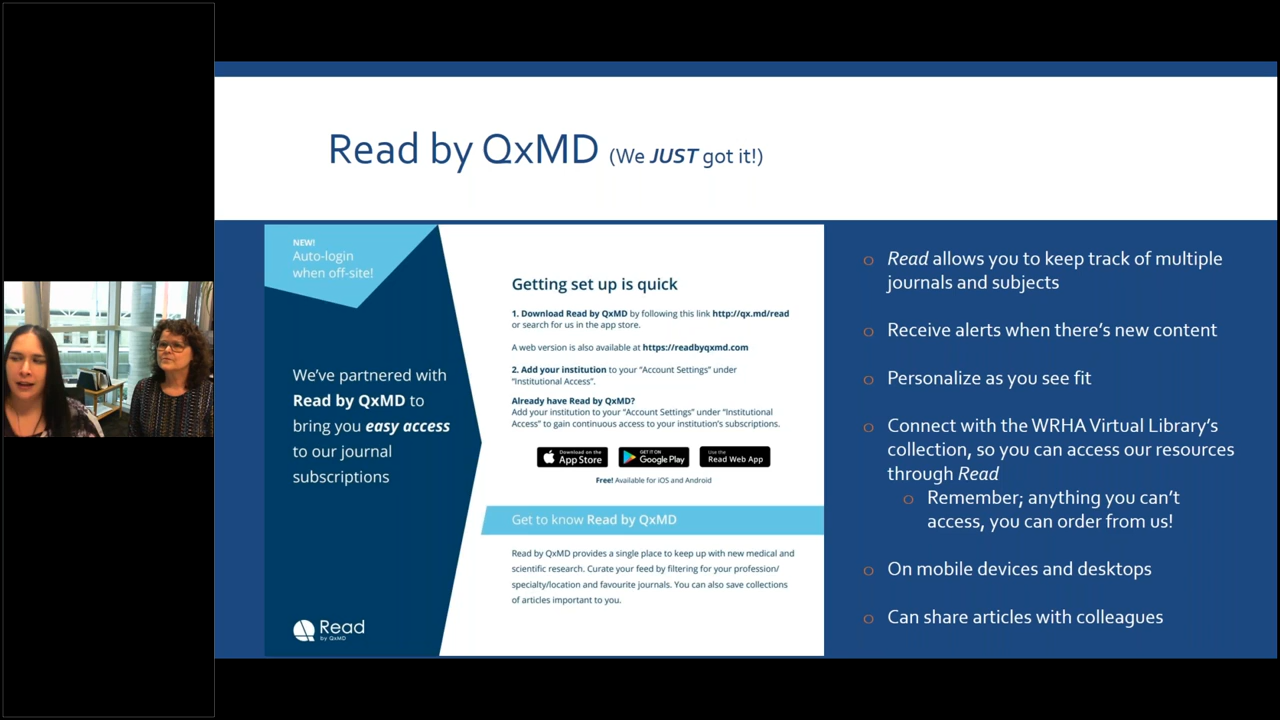 Read by QxMD (We JUST got it!)
NEW!
Auto-login
when off-site!
We've partnered with
Read by QxMD to
bring you easy access
to our journal
subscriptions
Read
by QxMD
Getting set up is quick
1. Download Read by QxMD by following this link http://qx.md/read
or search for us in the app store.
A web version is also available at https://readbyqxmd.com
2. Add your institution to your "Account Settings" under
"Institutional Access".
Already have Read by QxMD?
Add your institution to your "Account Settings" under "Institutional
Access" to gain continuous access to your institution's subscriptions.
Download on the
App Store
GET IT ON
Google Play
Use the
Read Web App
Free! Available for iOS and Android
Get to know Read by QxMD
Read by QxMD provides a single place to keep up with new medical and
scientific research. Curate your feed by filtering for your profession/
specialty/location and favourite journals. You can also save collections
of articles important to you.
Read allows you to keep track of multiple
journals and subjects
Receive alerts when there's new content
Personalize as you see fit
Connect with the WRHA Virtual Library's
collection, so you can access our resources
through Read
Remember; anything you can't
access, you can order from us!
On mobile devices and desktops
Can share articles with colleagues